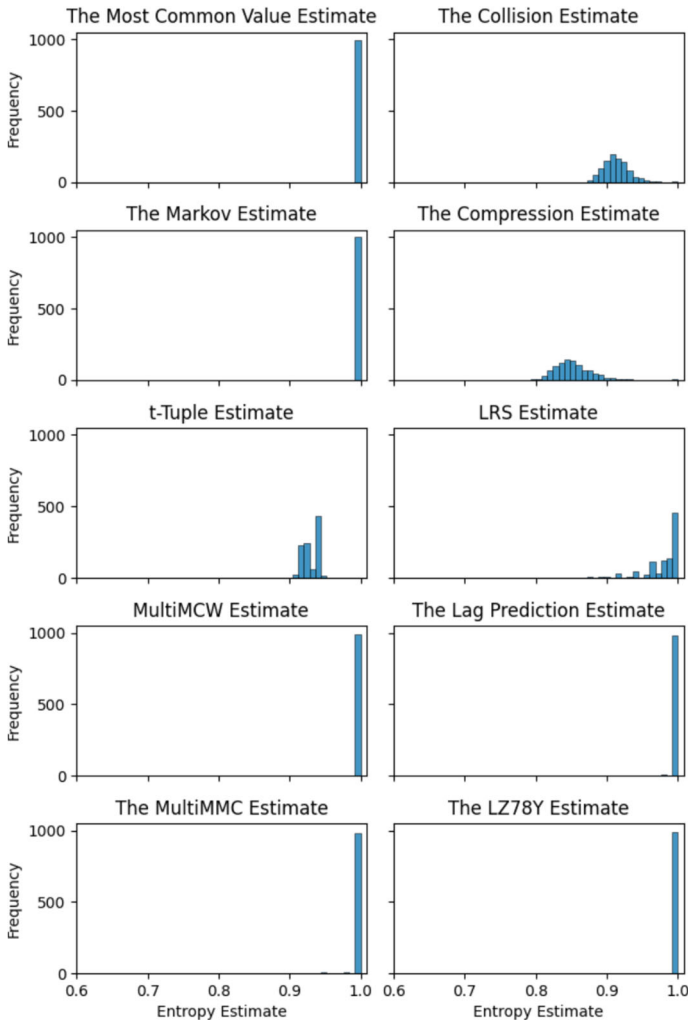 The Most Common Value Estimate
The Collision Estimate
1000
500
0
Frequency
The Markov Estimate
The Compression Estimate
1000
500
0
Frequency
t-Tuple Estimate
LRS Estimate
1000
500
0
Frequency
MultiMCW Estimate
The Lag Prediction Estimate
1000
500
0
Frequency
The MultiMMC Estimate
The LZ78Y Estimate
1000
500
0
Frequency
0.6 0.7 0.8 0.9 1.0
0.6 0.7 0.8 0.9 1.0
Entropy Estimate
Entropy Estimate